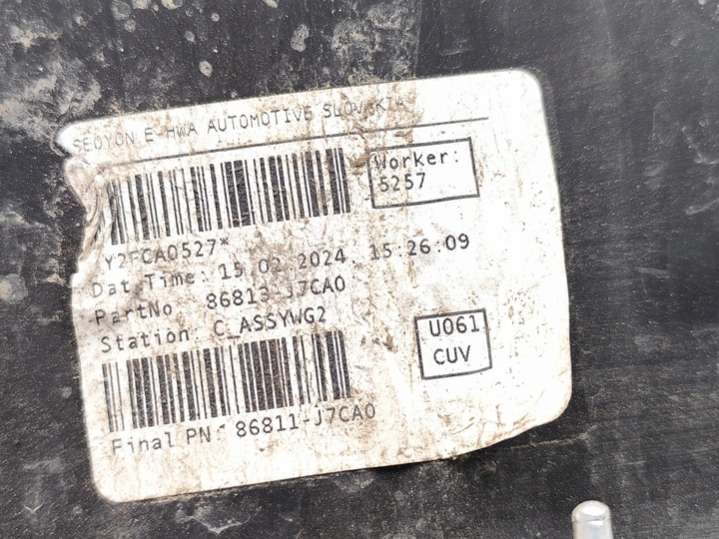 SEOYON E-HWA AUTOMOTIVE SLOVAKIA
Worker:
5257
Y2FCA0527*
Dat Time: 15.02.2024. 15:26:09
PartNo 86813-J7CA0
Station: C_ASSYWG2
U061
CUV
Final PN: 86811-J7CA0